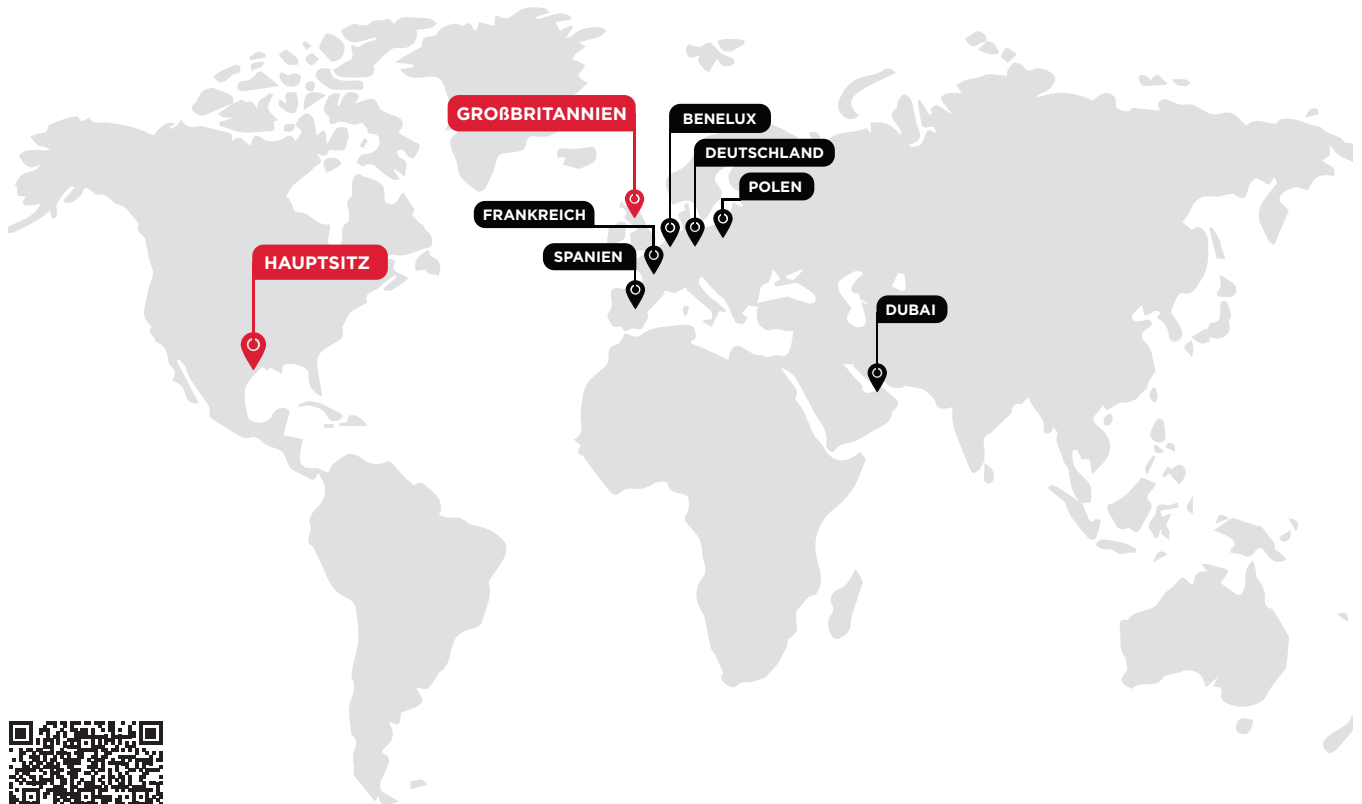 GROßBRITANNIEN
BENELUX
DEUTSCHLAND
POLEN
FRANKREICH
SPANIEN
HAUPTSITZ
DUBAI